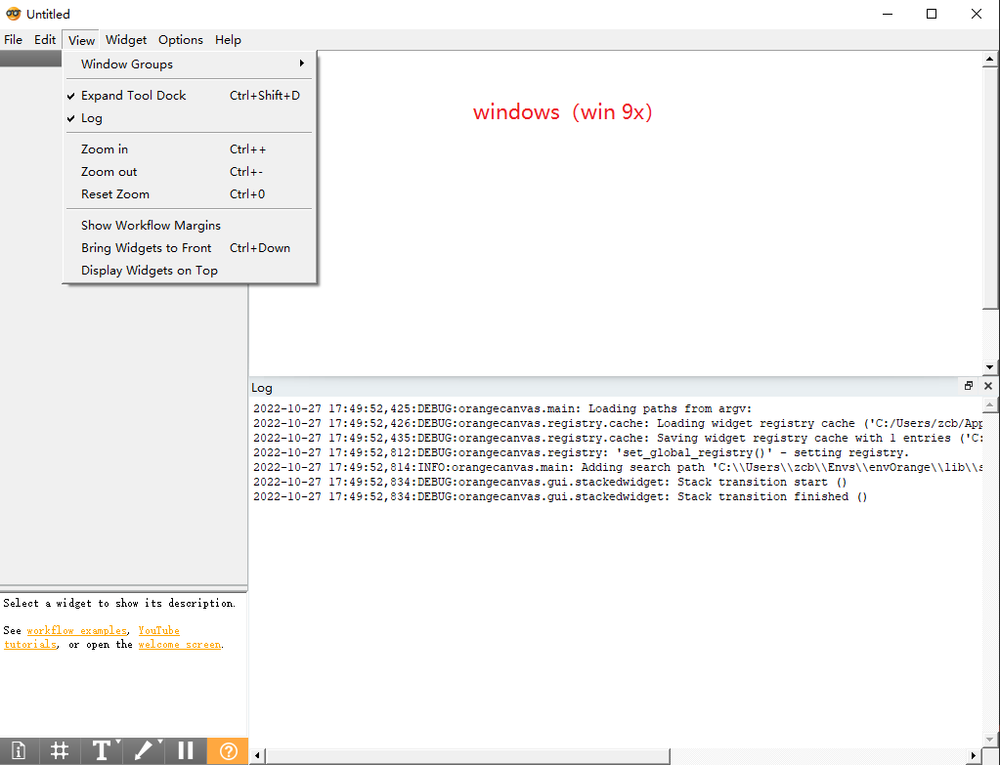 Untitled
File Edit View Widget Options Help
Window Groups
Expand Tool Dock Ctrl+Shift+D
Log
Zoom in Ctrl++
Zoom out Ctrl+-
Reset Zoom Ctrl+0
Show Workflow Margins
Bring Widgets to Front Ctrl+Down
Display Widgets on Top
windows（win 9x）
Log
2022-10-27 17:49:52,425:DEBUG:orangecanvas.main: Loading paths from argv:
2022-10-27 17:49:52,426:DEBUG:orangecanvas.registry.cache: Loading widget registry cache ('C:/Users/zcb/App
2022-10-27 17:49:52,435:DEBUG:orangecanvas.registry.cache: Saving widget registry cache with 1 entries ('C:
2022-10-27 17:49:52,812:DEBUG:orangecanvas.registry: 'set_global_registry()' - setting registry.
2022-10-27 17:49:52,814:INFO:orangecanvas.main: Adding search path 'C:\\Users\\zcb\\Envs\\envOrange\\lib\\s
2022-10-27 17:49:52,834:DEBUG:orangecanvas.gui.stackedwidget: Stack transition start ()
2022-10-27 17:49:52,834:DEBUG:orangecanvas.gui.stackedwidget: Stack transition finished ()
Select a widget to show its description.
See workflow examples, YouTube
tutorials, or open the welcome screen.